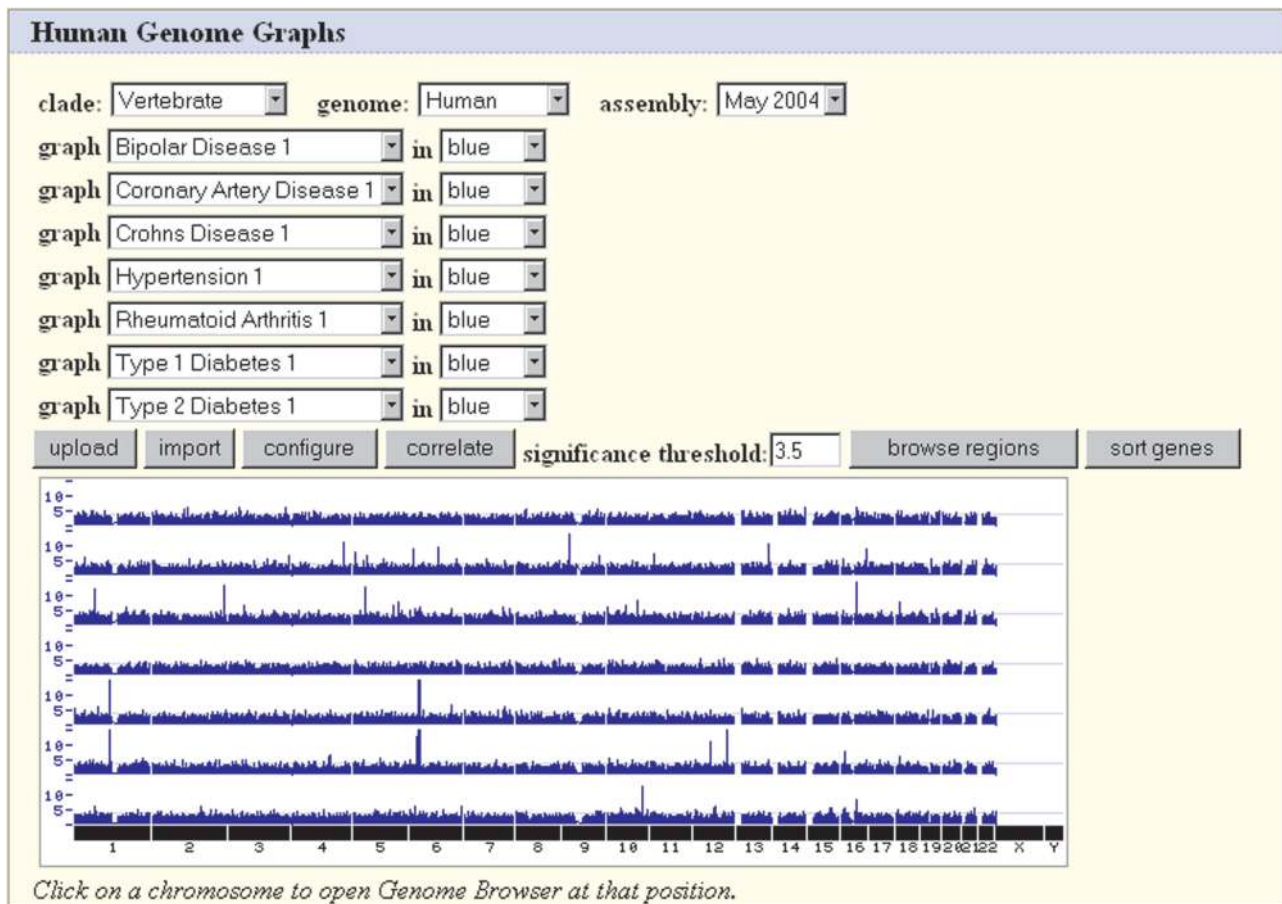 Human Genome Graphs
clade: Vertebrate genome: Human assembly: May 2004
graph Bipolar Disease 1 in blue
graph Coronary Artery Disease 1 in blue
graph Crohns Disease 1 in blue
graph Hypertension 1 in blue
graph Rheumatoid Arthritis 1 in blue
graph Type 1 Diabetes 1 in blue
graph Type 2 Diabetes 1 in blue
upload import configure correlate significance threshold: 3.5 browse regions sort genes
10-
5-
10-
5-
10-
5-
10-
5-
10-
5-
10-
5-
10-
5-
1 2 3 4 5 6 7 8 9 10 11 12 13 14 15 16 17 18 19 20 21 22 X Y
Click on a chromosome to open Genome Browser at that position.